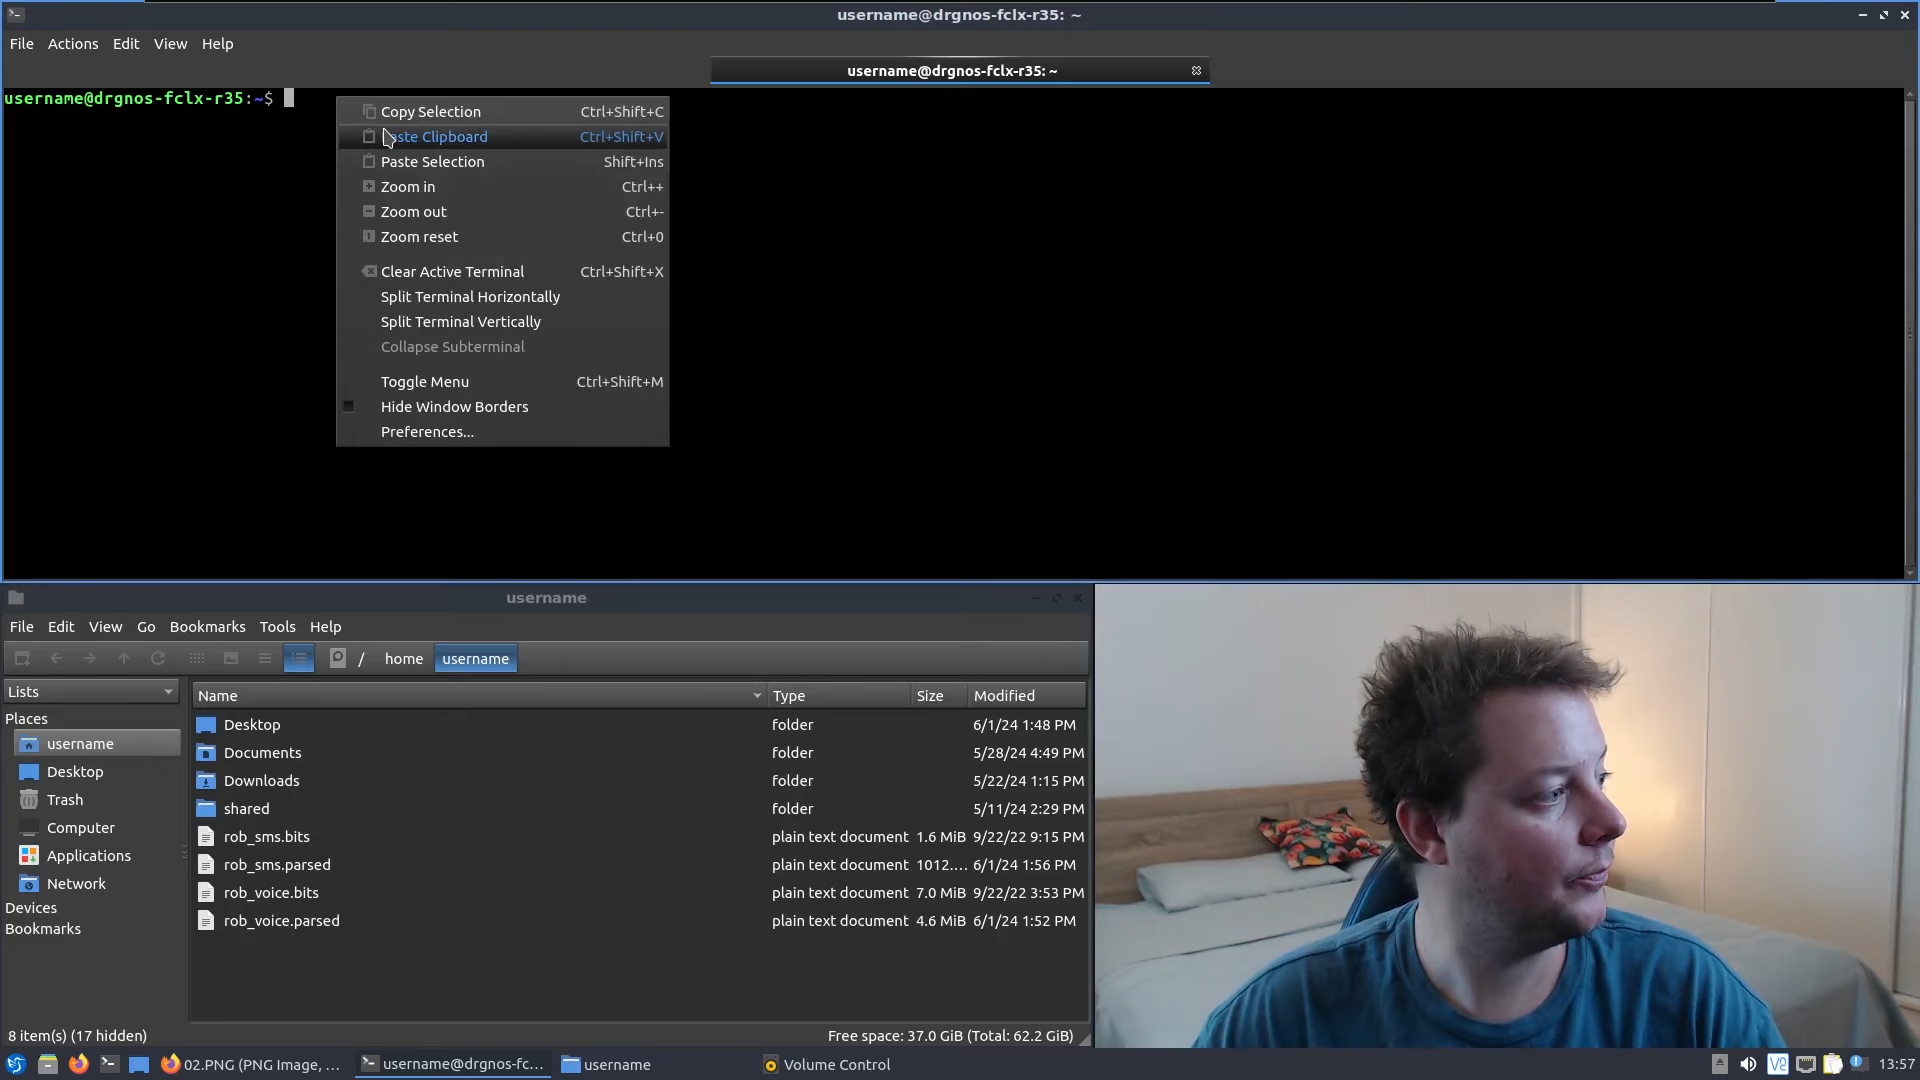 username@drgnos-fclx-r35: ~
File Actions Edit View Help
username@drgnos-fclx-r35: ~
username@drgnos-fclx-r35:~$
Copy Selection Ctrl+Shift+C
Clipboard Ctrl+Shift+V
Paste Selection Shift+Ins
Zoom in Ctrl++
Zoom out Ctrl+-
Zoom reset Ctrl+0
Clear Active Terminal Ctrl+Shift+X
Split Terminal Horizontally
Split Terminal Vertically
Collapse Subterminal
Toggle Menu Ctrl+Shift+M
Hide Window Borders
Preferences...
username
File Edit View Go Bookmarks Tools Help
/ home username
Lists
Places
username
Desktop
Trash
Computer
Applications
Network
Devices
Bookmarks
Name Type Size Modified
Desktop folder 6/1/24 1:48 PM
Documents folder 5/28/24 4:49 PM
Downloads folder 5/22/24 1:15 PM
shared folder 5/11/24 2:29 PM
rob_sms.bits plain text document 1.6 MiB 9/22/22 9:15 PM
rob_sms.parsed plain text document 1012.... 6/1/24 1:56 PM
rob_voice.bits plain text document 7.0 MiB 9/22/22 3:53 PM
rob_voice.parsed plain text document 4.6 MiB 6/1/24 1:52 PM
8 item(s) (17 hidden) Free space: 37.0 GiB (Total: 62.2 GiB)
02.PNG (PNG Image, ... username@drgnos-fc... username Volume Control 13:57